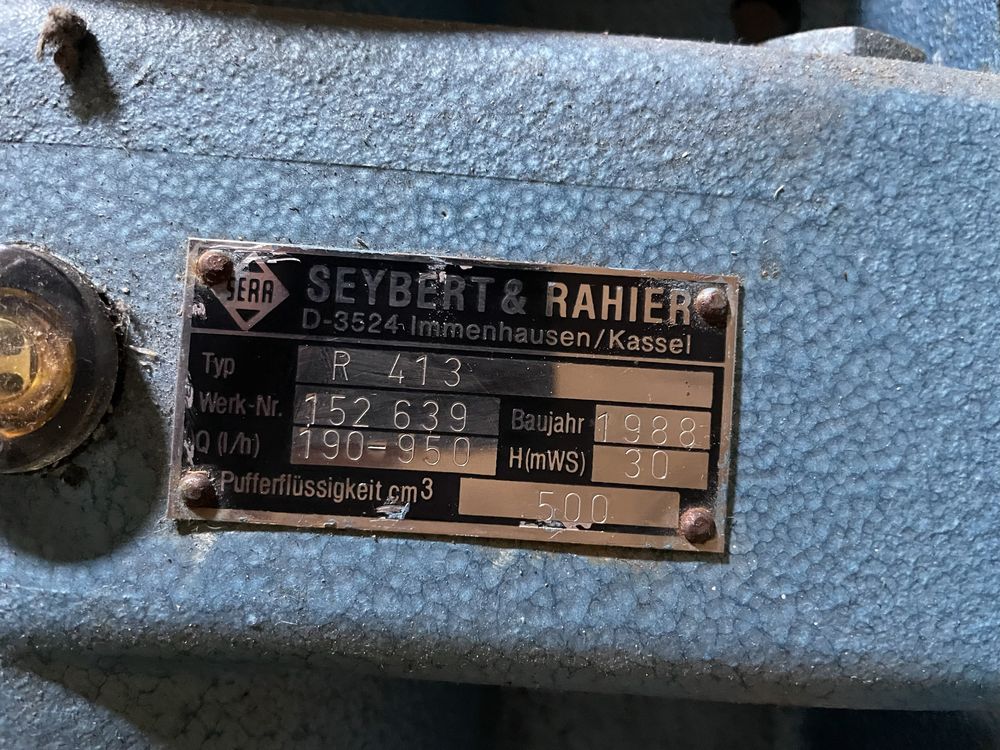 SERA SEYBERT & RAHIER
D-3524 Immenhausen/Kassel
Typ R 413
Werk-Nr. 152 639 Baujahr 1988
Q (l/h) 190-950 H(mWS) 30
Pufferflüssigkeit cm3 500